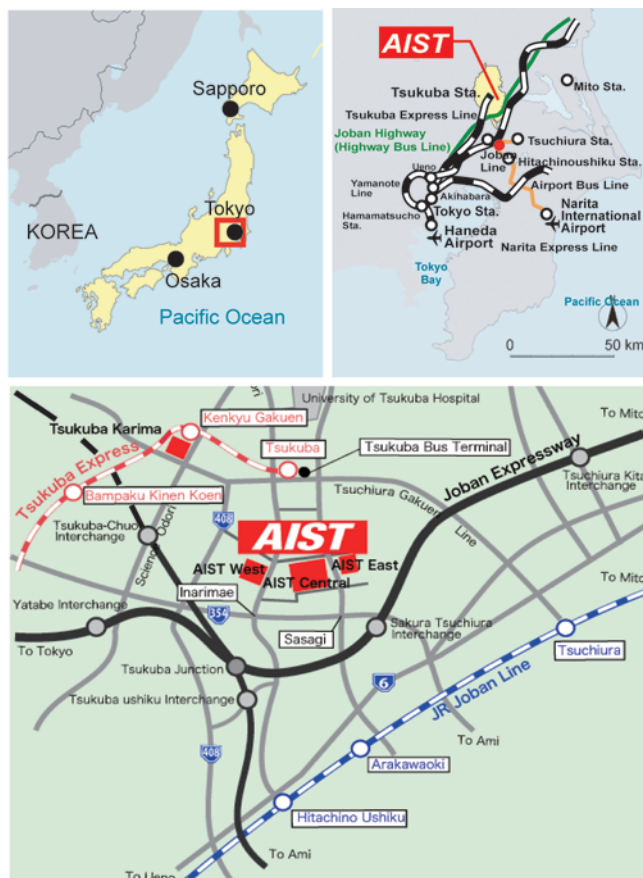 Sapporo
KOREA
Tokyo
Osaka
Pacific Ocean
AIST
Tsukuba Sta.
Mito Sta.
Tsukuba Express Line
Joban Highway
(Highway Bus Line)
Tsuchiura Sta.
Joban
Line
Hitachinoushiku Sta.
Ueno
Airport Bus Line
Yamanote
Line
Akihabara
Tokyo Sta.
Hamamatsucho
Sta.
Narita
International
Airport
Haneda
Airport
Narita Express Line
Tokyo
Bay
Pacific Ocean
0
50 km
University of Tsukuba Hospital
Kenkyu Gakuen
Tsukuba Karima
To Mito
Tsukuba
Tsukuba Bus Terminal
Tsukuba Express
Joban Expressway
Tsuchiura Kita
Interchange
Bampaku Kinen Koen
Tsuchiura Gakuen
Line
Tsukuba-Chuo
Interchange
Science Odori
408
AIST
AIST West
AIST East
AIST Central
Inarimae
To Mito
Yatabe Interchange
354
Sasagi
Sakura Tsuchiura
Interchange
To Tokyo
Tsuchiura
Tsukuba Junction
6
JR Joban Line
Tsukuba ushiku Interchange
To Ami
408
Arakawaoki
Hitachino Ushiku
To Ami
To Ueno